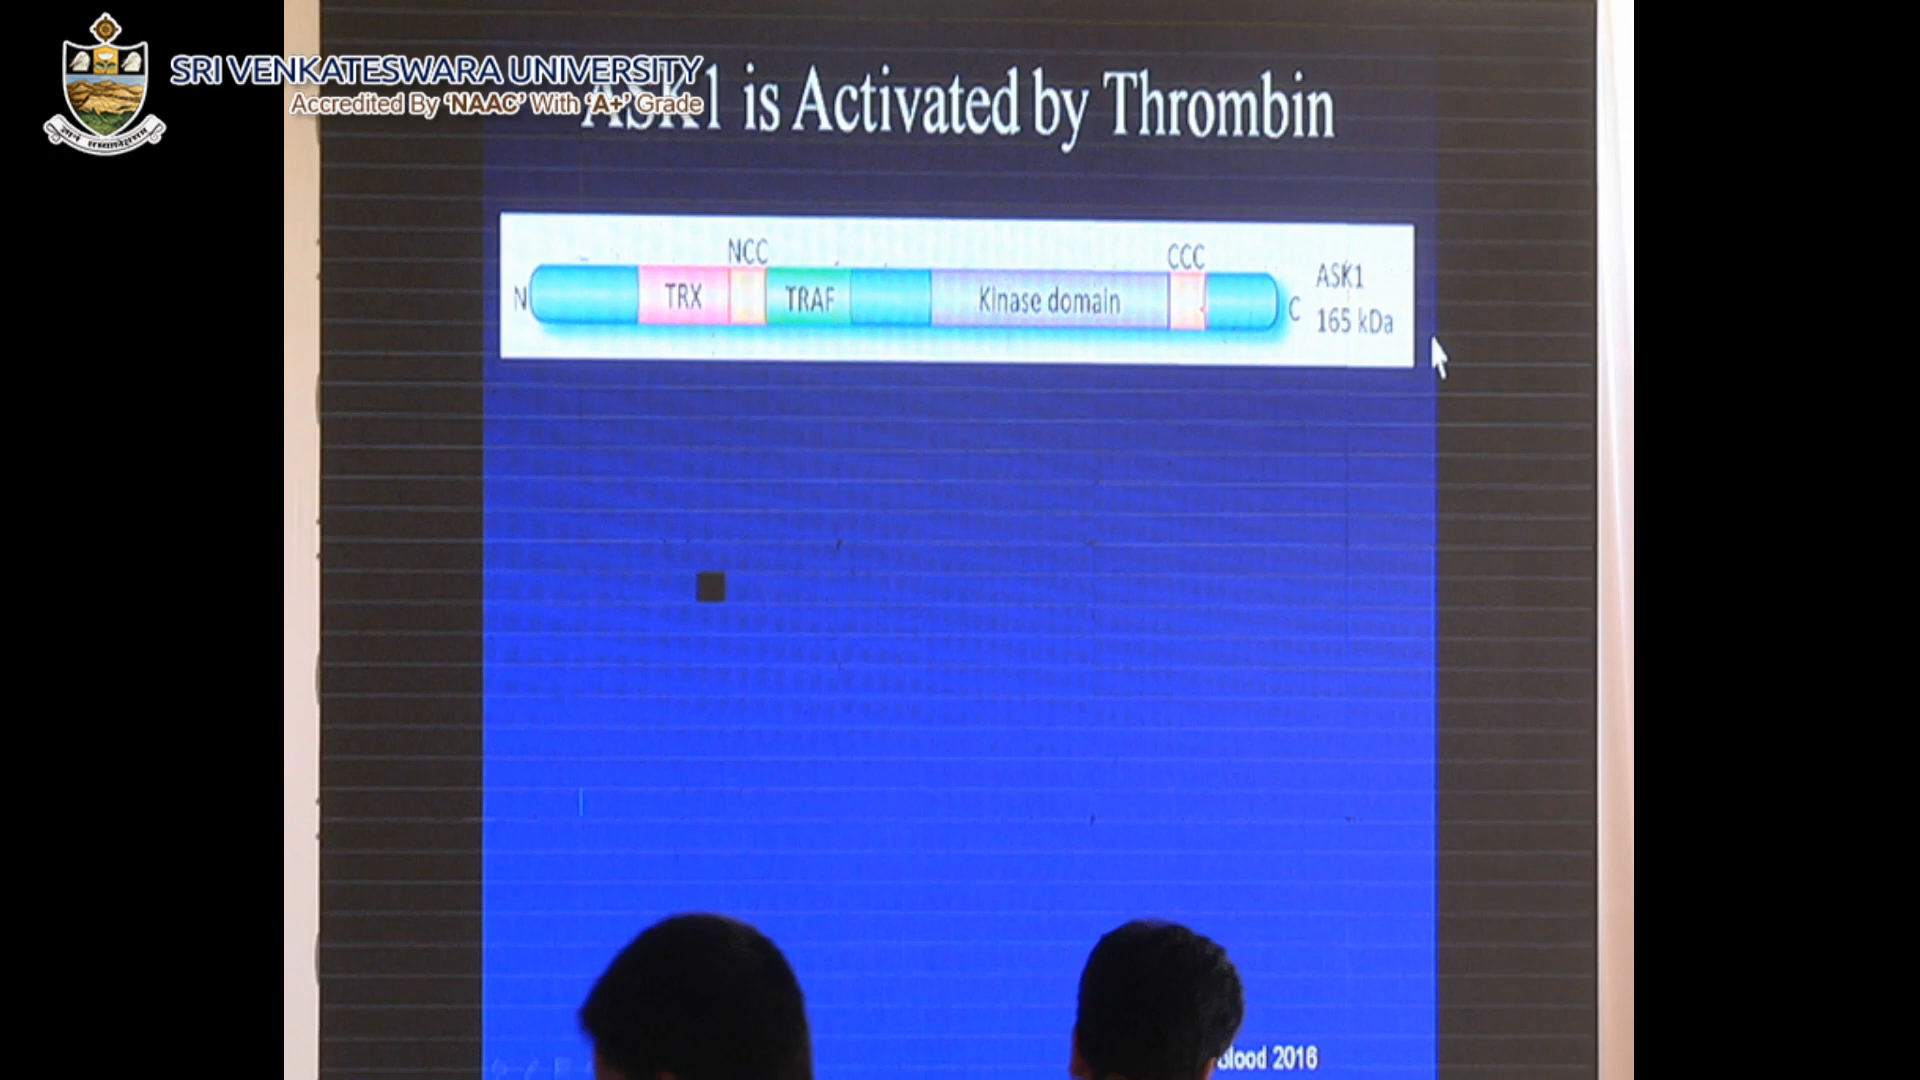 SRI VENKATESWARA UNIVERSITY
Accredited By 'NAAC' With 'A+' Grade
ASK1 is Activated by Thrombin
NCC
CCC
N
TRX
TRAF
Kinase domain
C
ASK1
165 kDa
Blood 2016